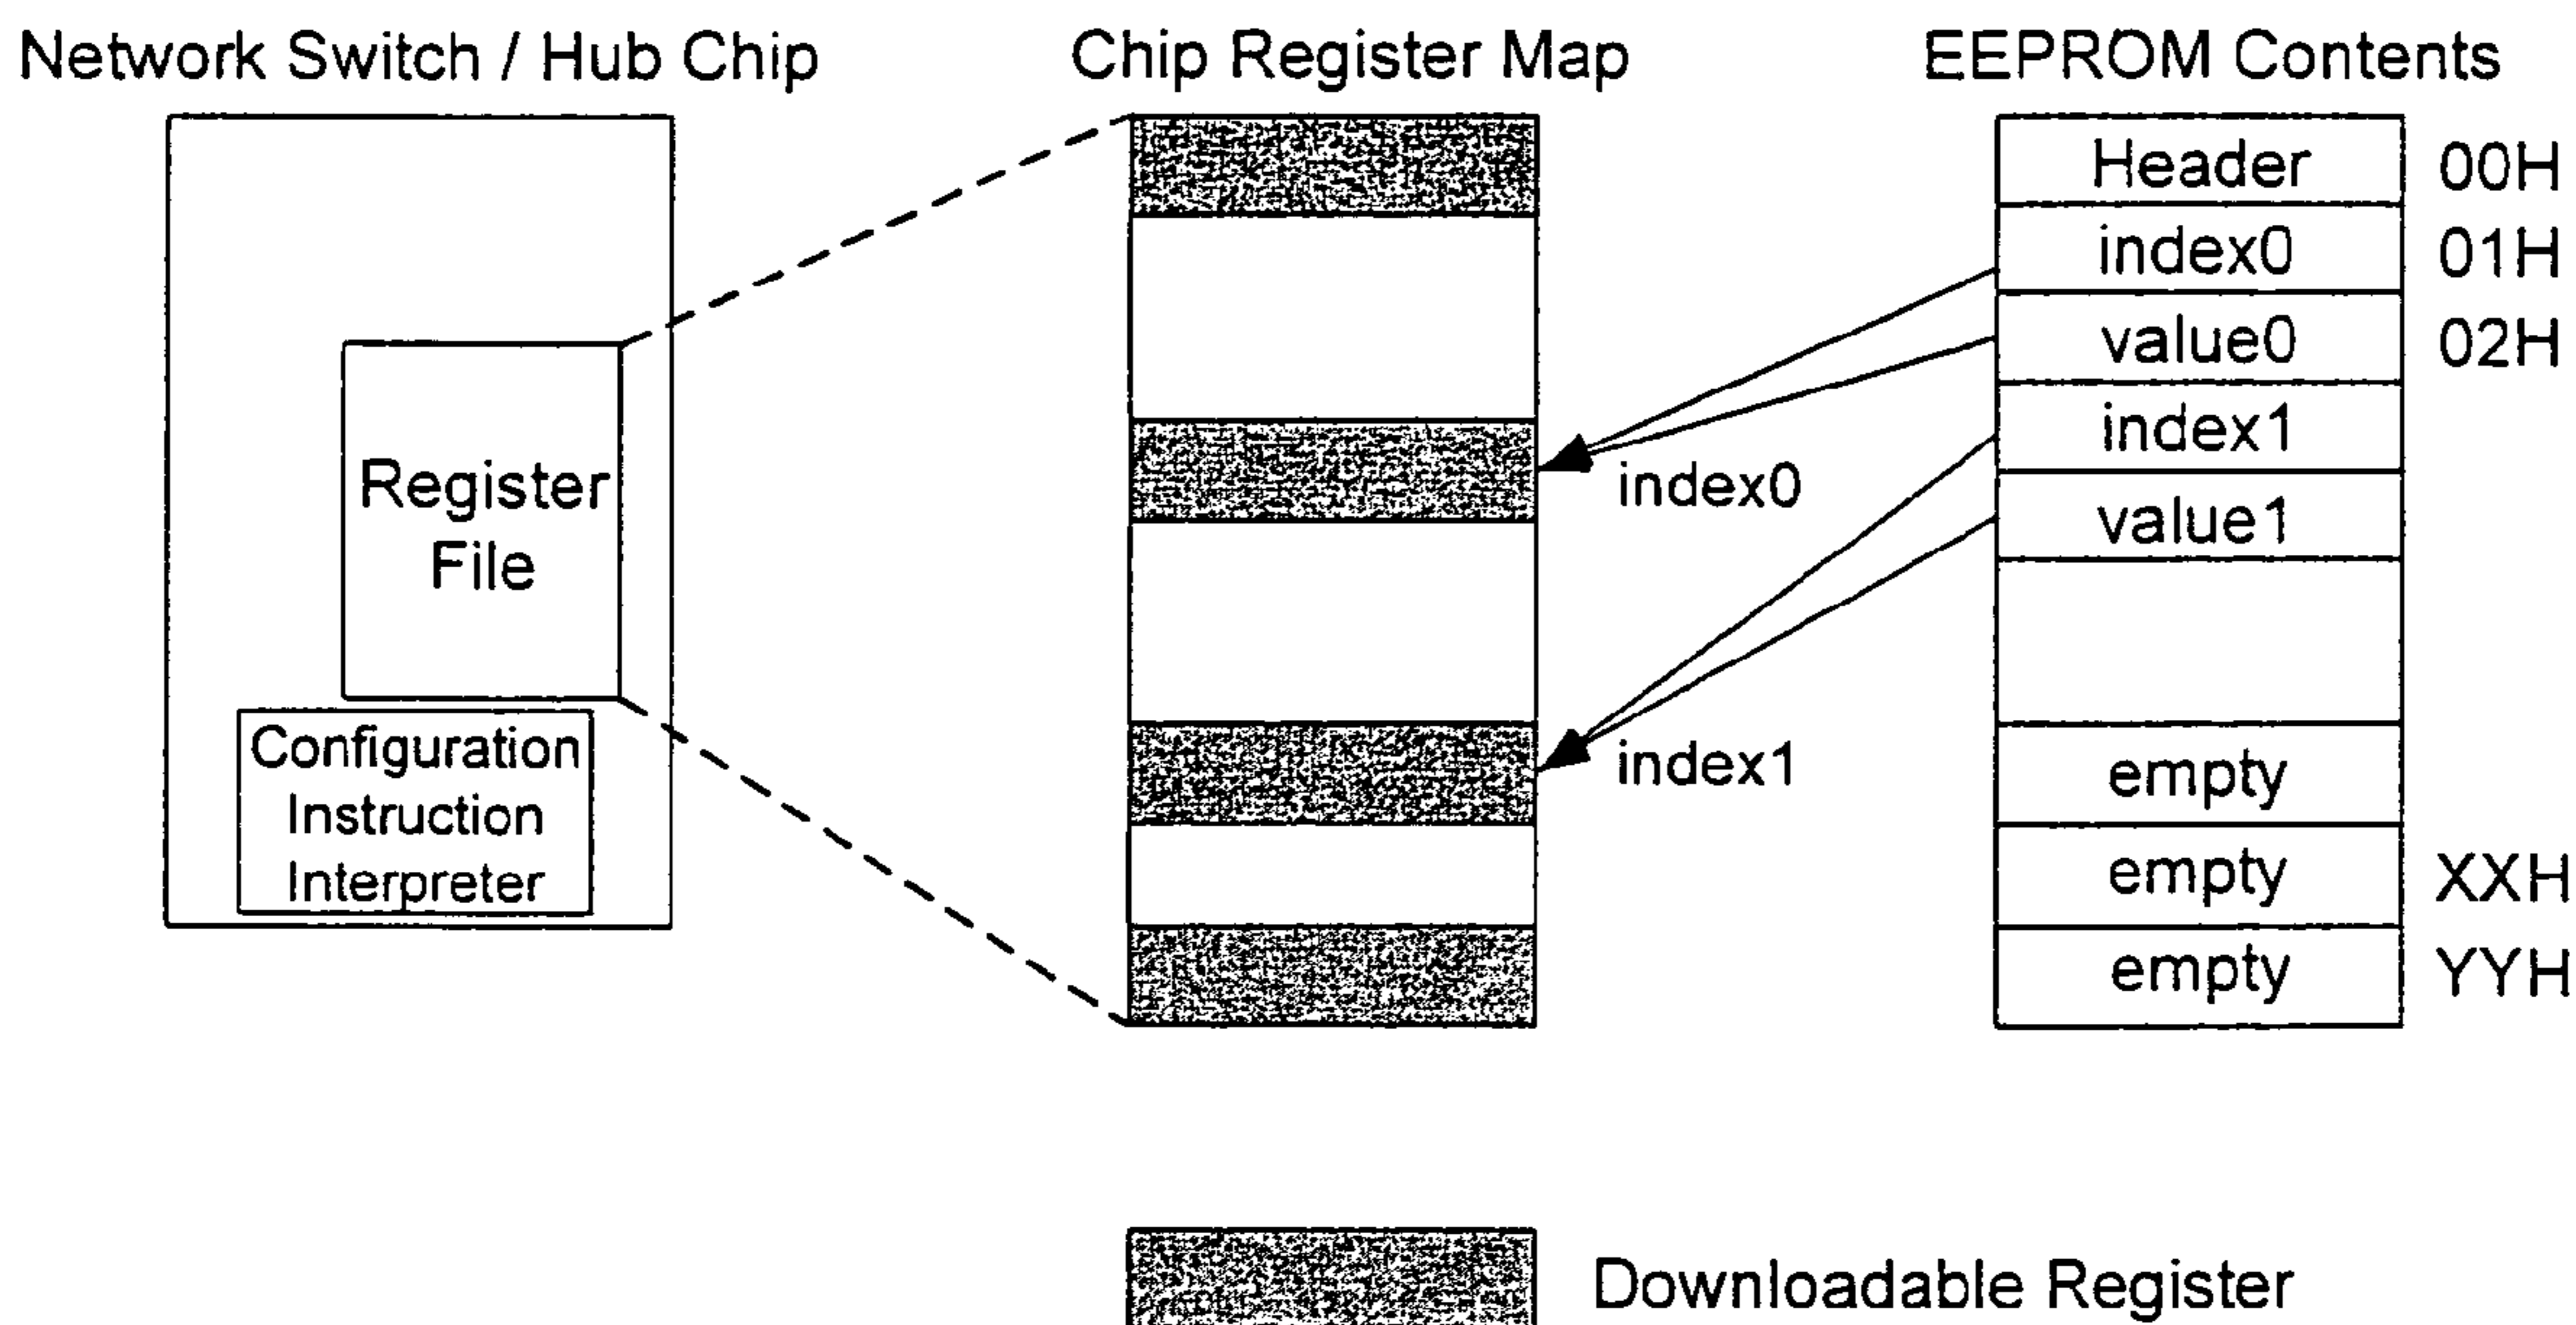 Network Switch / Hub Chip
Chip Register Map
EEPROM Contents
Register
File
Configuration
Instruction
Interpreter
index0
index1
Header 00H
index0 01H
value0 02H
index1
value1
empty
empty XXH
empty YYH
Downloadable Register